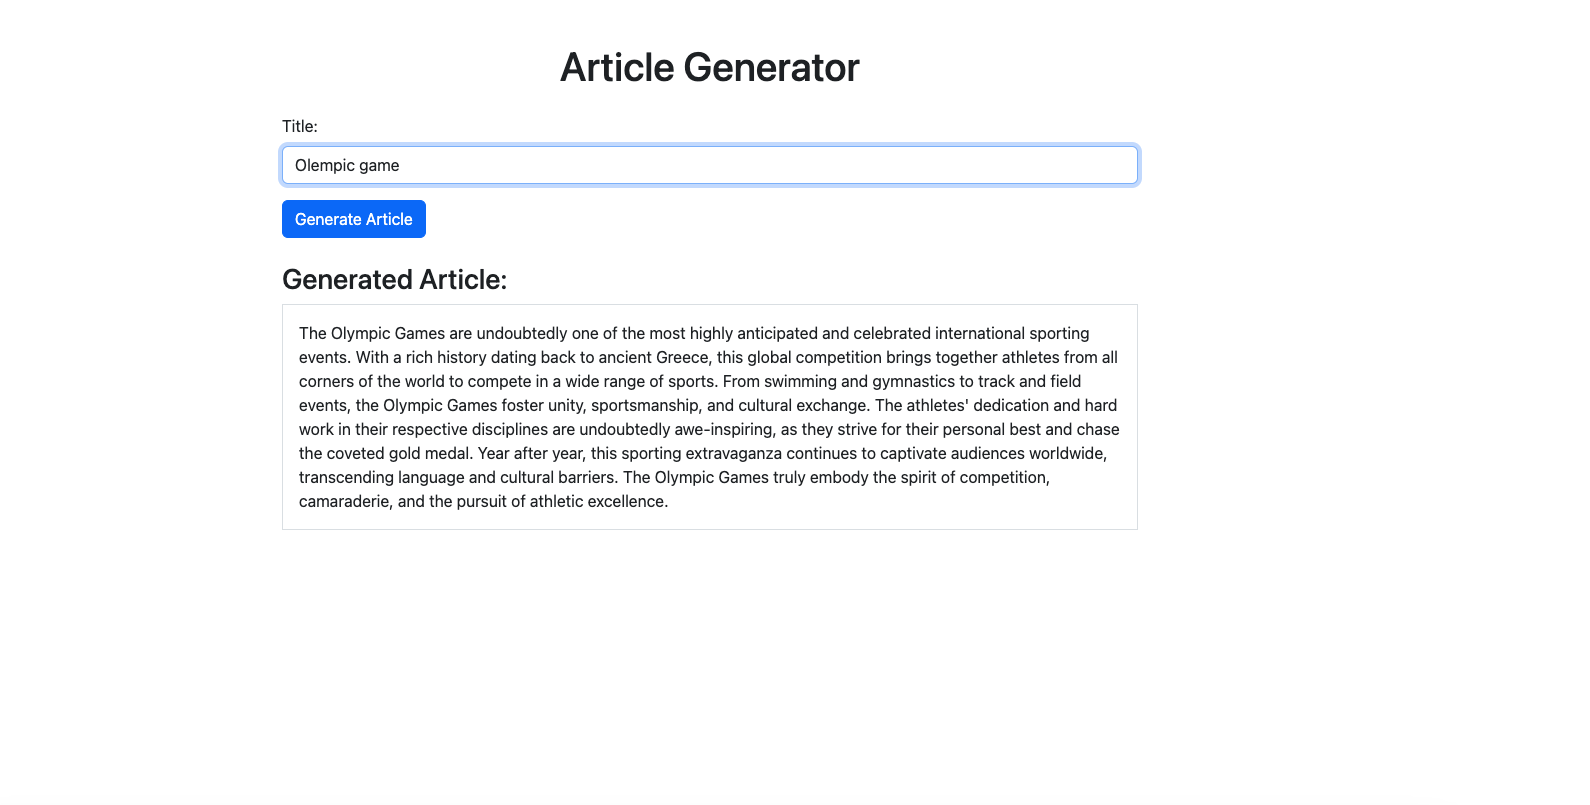 Article Generator
Title:
Olempic game
Generate Article
Generated Article:
The Olympic Games are undoubtedly one of the most highly anticipated and celebrated international sporting
events. With a rich history dating back to ancient Greece, this global competition brings together athletes from all
corners of the world to compete in a wide range of sports. From swimming and gymnastics to track and field
events, the Olympic Games foster unity, sportsmanship, and cultural exchange. The athletes' dedication and hard
work in their respective disciplines are undoubtedly awe-inspiring, as they strive for their personal best and chase
the coveted gold medal. Year after year, this sporting extravaganza continues to captivate audiences worldwide,
transcending language and cultural barriers. The Olympic Games truly embody the spirit of competition,
camaraderie, and the pursuit of athletic excellence.